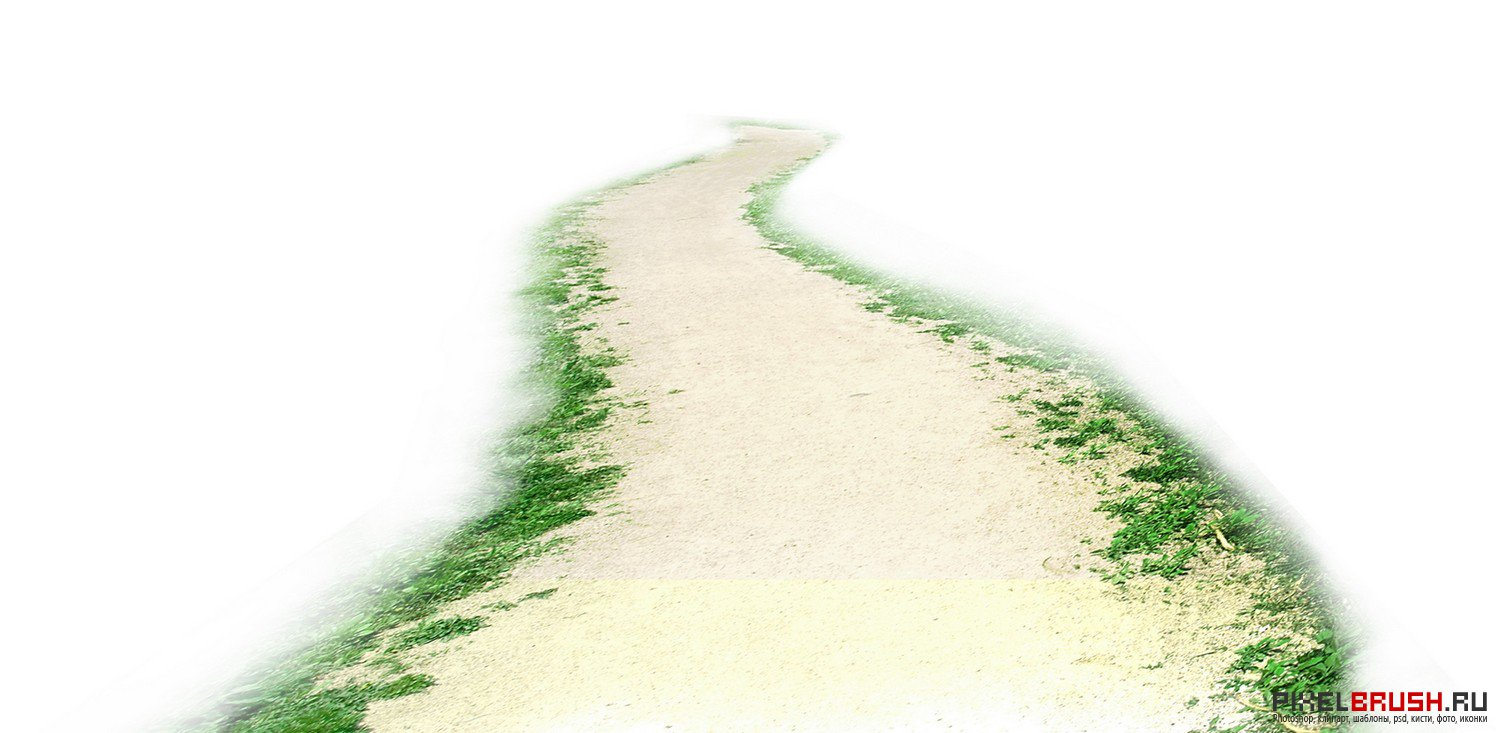 PIXELBRUSH.RU
Photoshop, клипарт, шаблоны, psd, кисти, фото, иконки